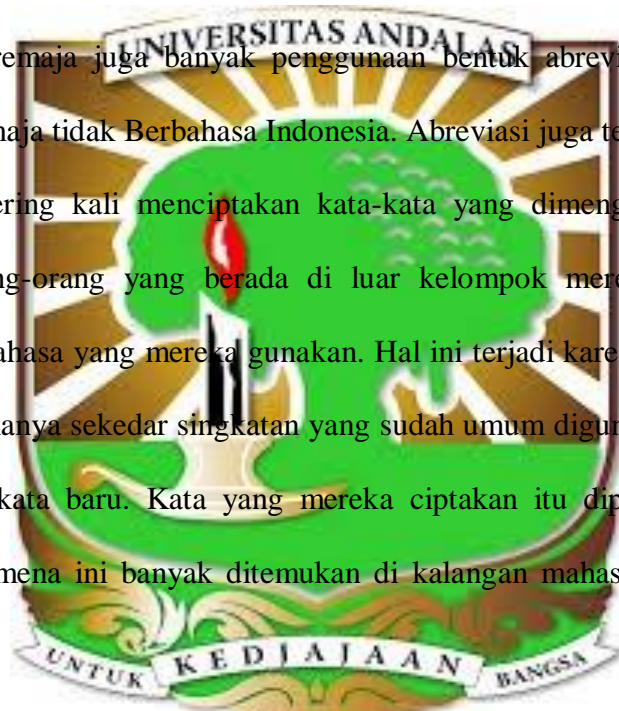 UNIVERSITAS ANDALAS
remaja juga banyak penggunaan bentuk abrevi
naja tidak Berbahasa Indonesia. Abreviasi juga te
ering kali menciptakan kata-kata yang dimeng
ng-orang yang berada di luar kelompok mere
ahasa yang mereka gunakan. Hal ini terjadi kare
hanya sekedar singkatan yang sudah umum digun
kata baru. Kata yang mereka ciptakan itu dip
mena ini banyak ditemukan di kalangan mahas
UNTUK KEDJAJAAN BANGSA